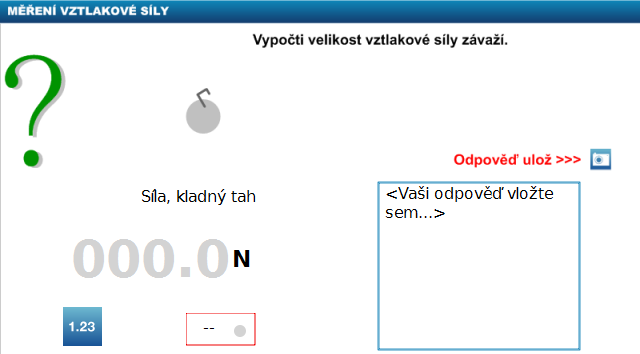 MĚŘENÍ VZTLAKOVÉ SÍLY
Vypočti velikost vztlakové síly závaží.
?
Odpověď ulož >>>
Síla, kladný tah
<Vaši odpověď vložte
sem...>
000.0 N
1.23
--